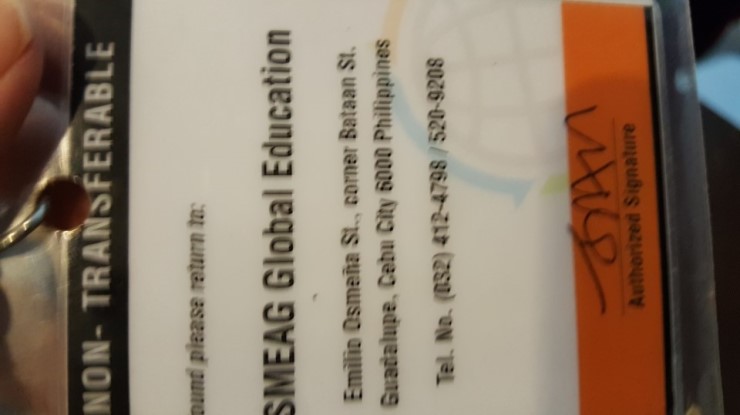 NON- TRANSFERABLE
ound please return to:
SMEAG Global Education
Emilio Osmeña St., corner Bataan St.
Guadalupe, Cebu City 6000 Philippines
Tel. No. (032) 412-4798 / 520-9208
Authorized Signature